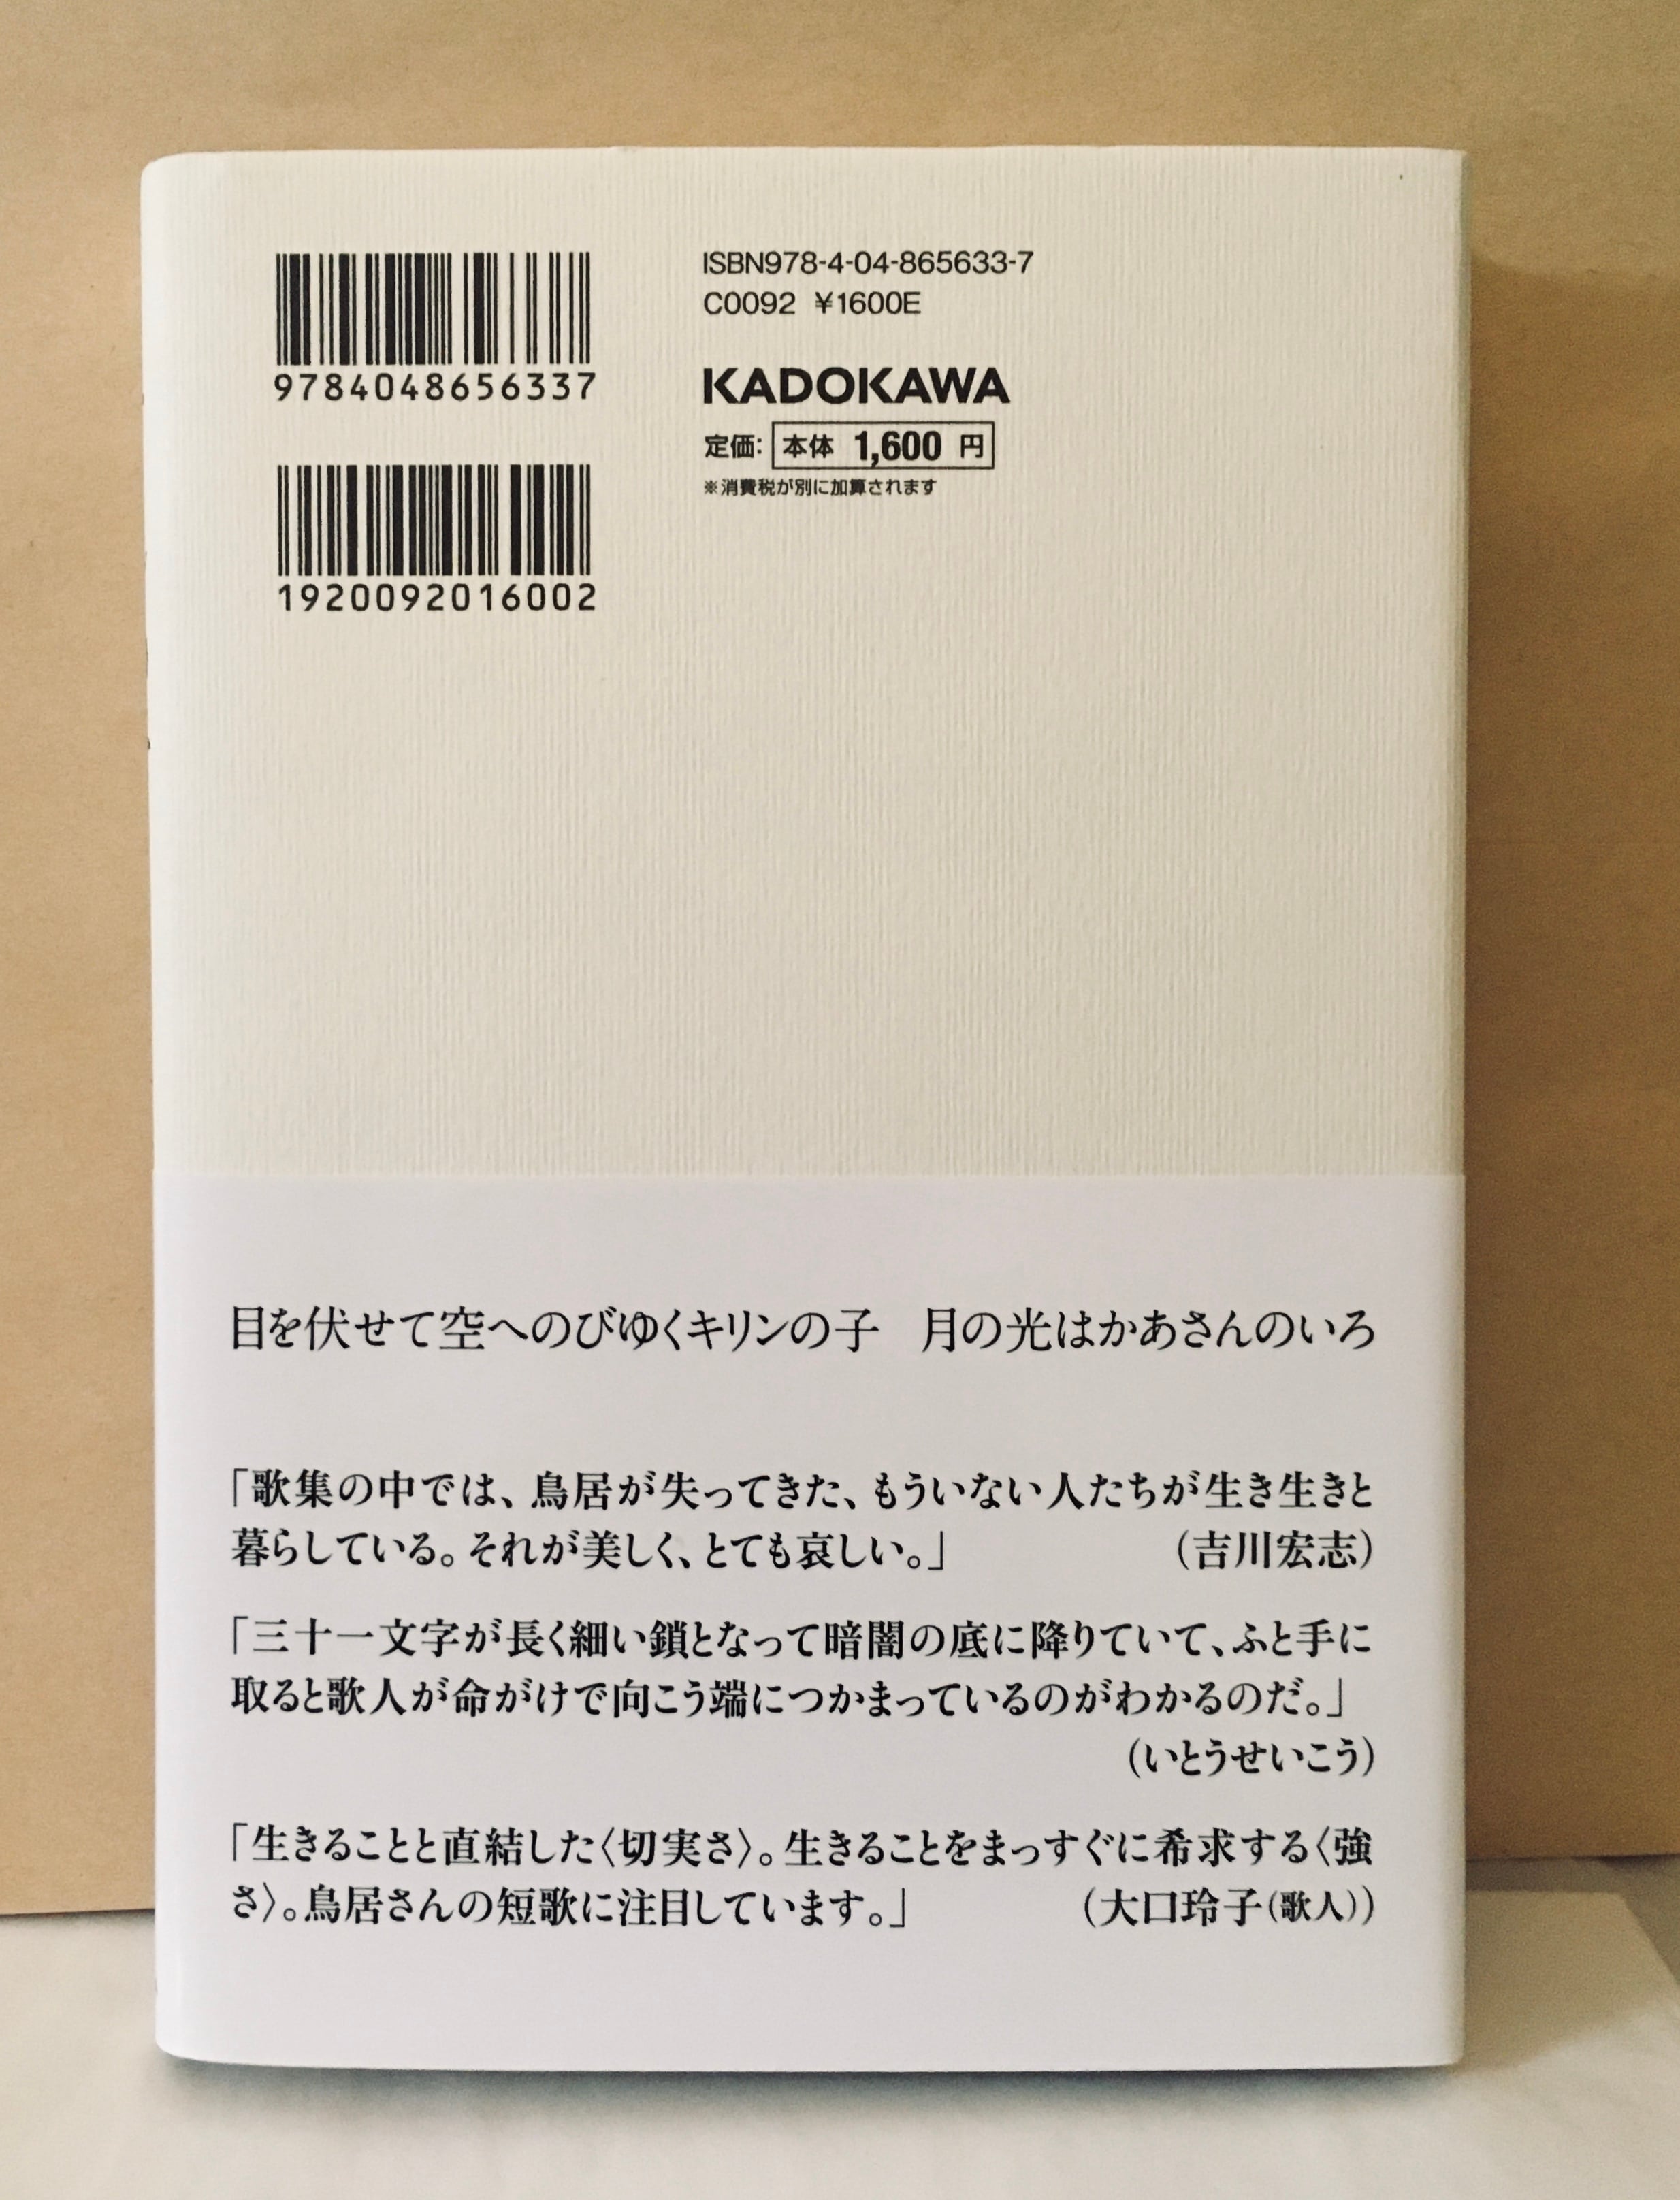 9784048656337
1920092016002
ISBN978-4-04-865633-7
C0092 ¥1600E
KADOKAWA
定価: 本体 1,600 円
※消費税が別に加算されます
目を伏せて空へのびゆくキリンの子　月の光はかあさんのいろ
「歌集の中では、鳥居が失ってきた、もういない人たちが生き生きと
暮らしている。それが美しく、とても哀しい。」　(吉川宏志)
「三十一文字が長く細い鎖となって暗闇の底に降りていて、ふと手に
取ると歌人が命がけで向こう端につかまっているのがわかるのだ。」
(いとうせいこう)
「生きることと直結した〈切実さ〉。生きることをまっすぐに希求する〈強
さ〉。鳥居さんの短歌に注目しています。」　(大口玲子(歌人))